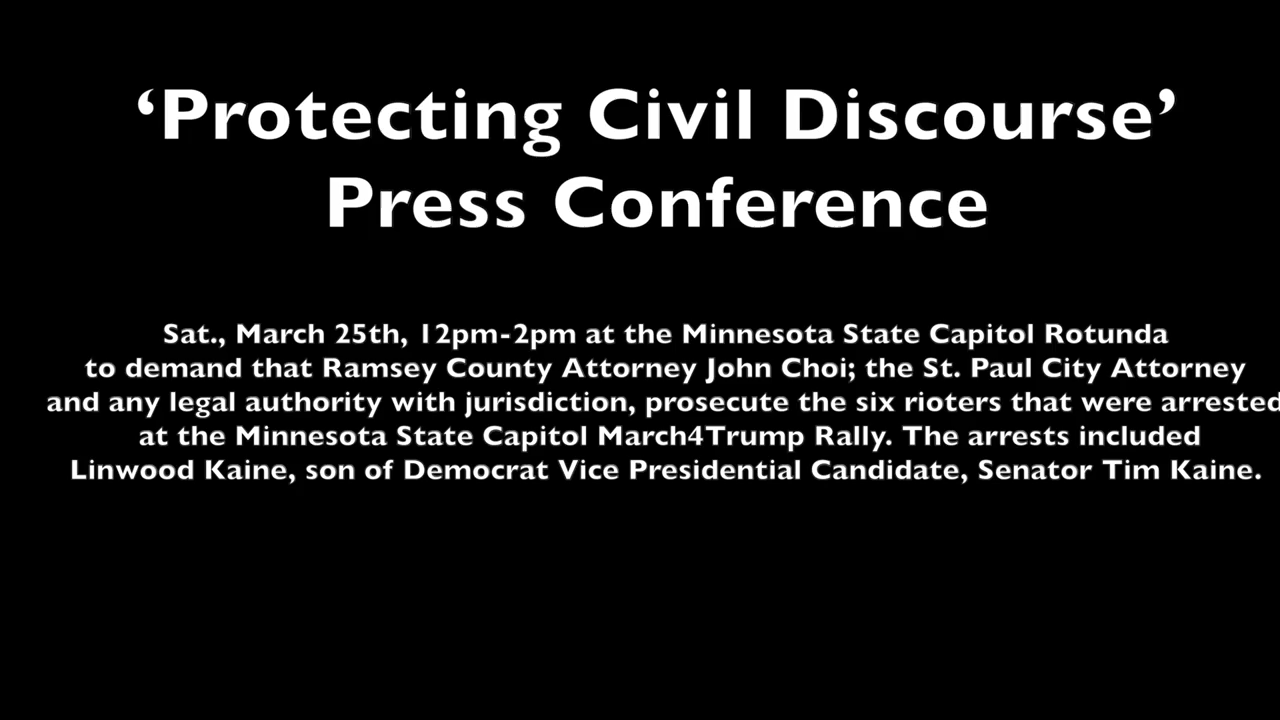 ‘Protecting Civil Discourse’
Press Conference
Sat., March 25th, 12pm-2pm at the Minnesota State Capitol Rotunda
to demand that Ramsey County Attorney John Choi; the St. Paul City Attorney
and any legal authority with jurisdiction, prosecute the six rioters that were arrested
at the Minnesota State Capitol March4Trump Rally. The arrests included
Linwood Kaine, son of Democrat Vice Presidential Candidate, Senator Tim Kaine.